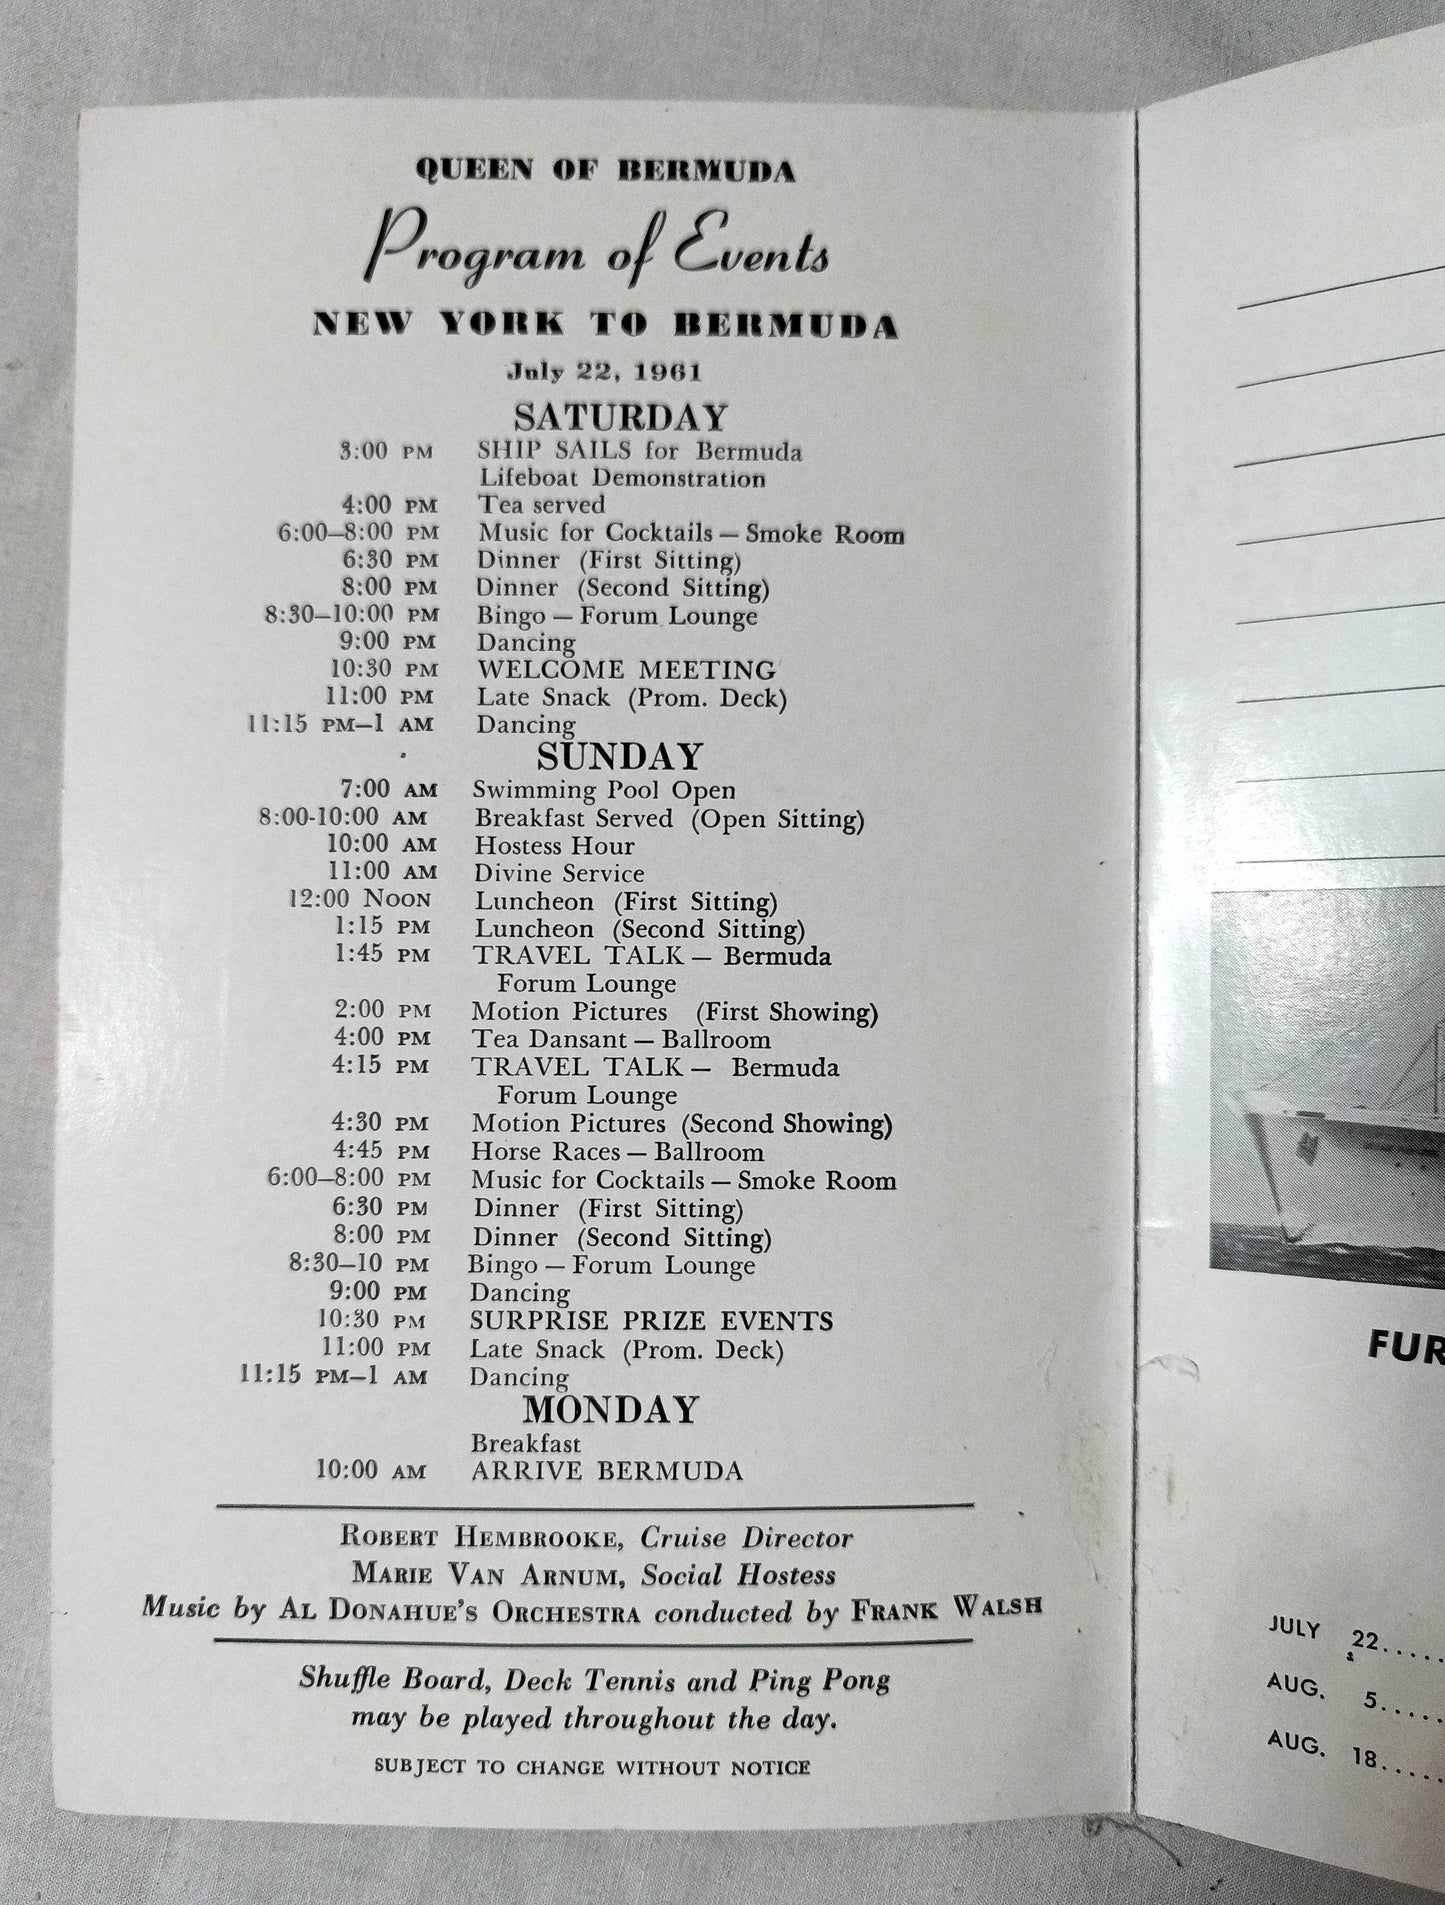 QUEEN OF BERMUDA
Program of Events
NEW YORK TO BERMUDA
July 22, 1961
SATURDAY
3:00 PM SHIP SAILS for Bermuda
Lifeboat Demonstration
4:00 PM Tea served
6:00–8:00 PM Music for Cocktails — Smoke Room
6:30 PM Dinner (First Sitting)
8:00 PM Dinner (Second Sitting)
8:30–10:00 PM Bingo — Forum Lounge
9:00 PM Dancing
10:30 PM WELCOME MEETING
11:00 PM Late Snack (Prom. Deck)
11:15 PM–1 AM Dancing
SUNDAY
7:00 AM Swimming Pool Open
8:00-10:00 AM Breakfast Served (Open Sitting)
10:00 AM Hostess Hour
11:00 AM Divine Service
12:00 NOON Luncheon (First Sitting)
1:15 PM Luncheon (Second Sitting)
1:45 PM TRAVEL TALK — Bermuda
Forum Lounge
2:00 PM Motion Pictures (First Showing)
4:00 PM Tea Dansant — Ballroom
4:15 PM TRAVEL TALK — Bermuda
Forum Lounge
4:30 PM Motion Pictures (Second Showing)
4:45 PM Horse Races — Ballroom
6:00–8:00 PM Music for Cocktails — Smoke Room
6:30 PM Dinner (First Sitting)
8:00 PM Dinner (Second Sitting)
8:30–10 PM Bingo — Forum Lounge
9:00 PM Dancing
10:30 PM SURPRISE PRIZE EVENTS
11:00 PM Late Snack (Prom. Deck)
11:15 PM–1 AM Dancing
MONDAY
Breakfast
10:00 AM ARRIVE BERMUDA
ROBERT HEMBROOKE, Cruise Director
MARIE VAN ARNUM, Social Hostess
Music by AL DONAHUE'S ORCHESTRA conducted by FRANK WALSH
Shuffle Board, Deck Tennis and Ping Pong
may be played throughout the day.
SUBJECT TO CHANGE WITHOUT NOTICE
FUR
JULY 22.....
AUG. 5.....
AUG. 18.....